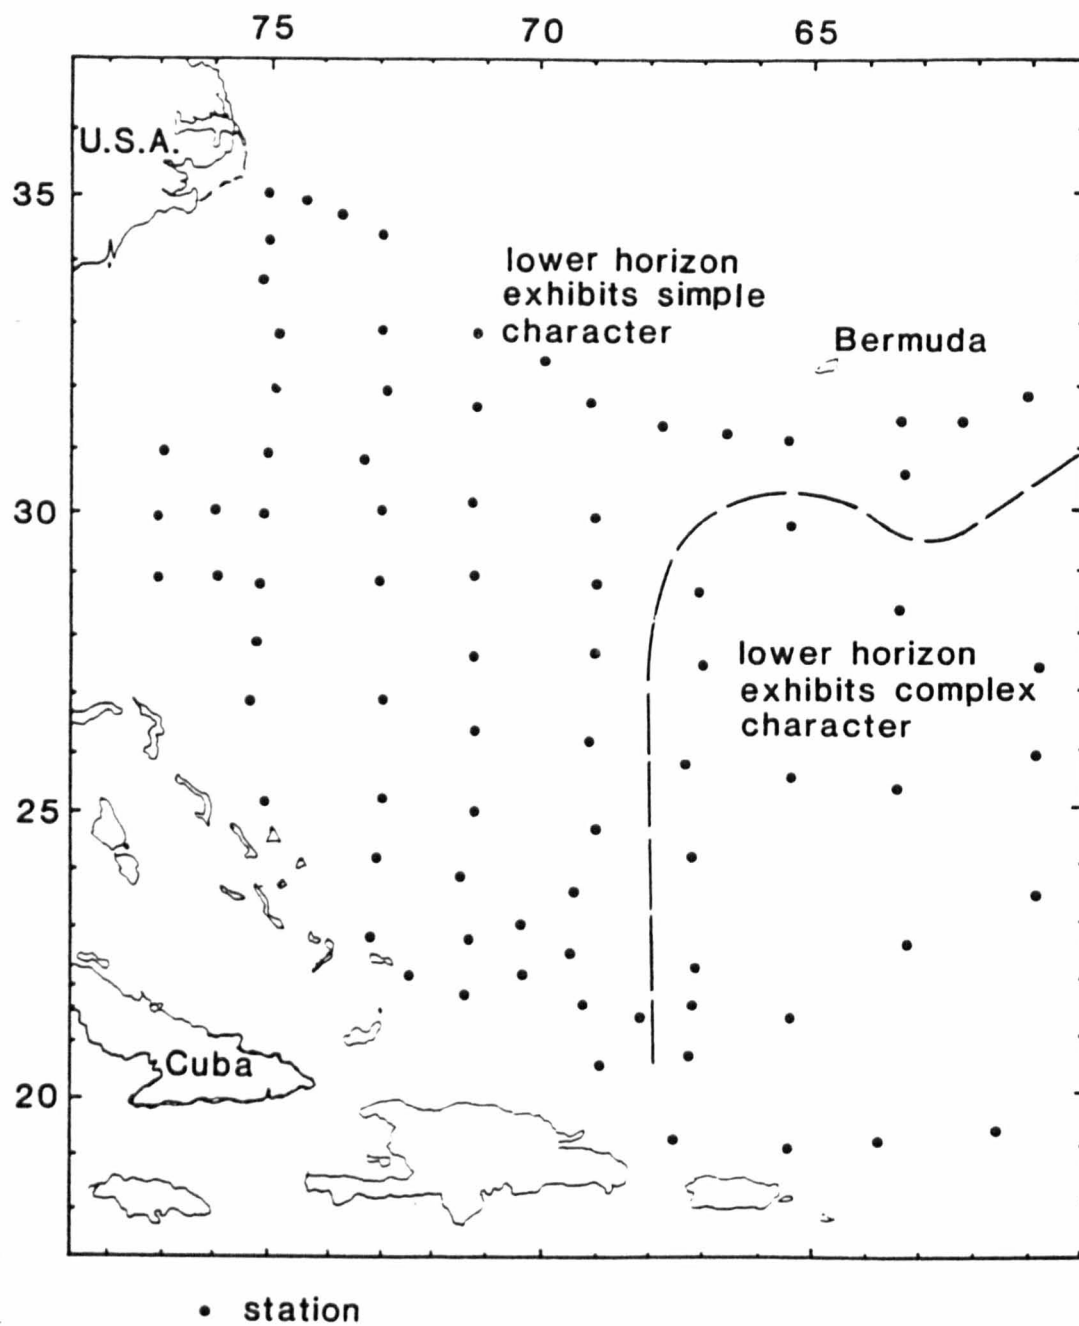 75 70 65
U.S.A.
35
lower horizon
exhibits simple
character
Bermuda
30
lower horizon
exhibits complex
character
25
Cuba
20
station